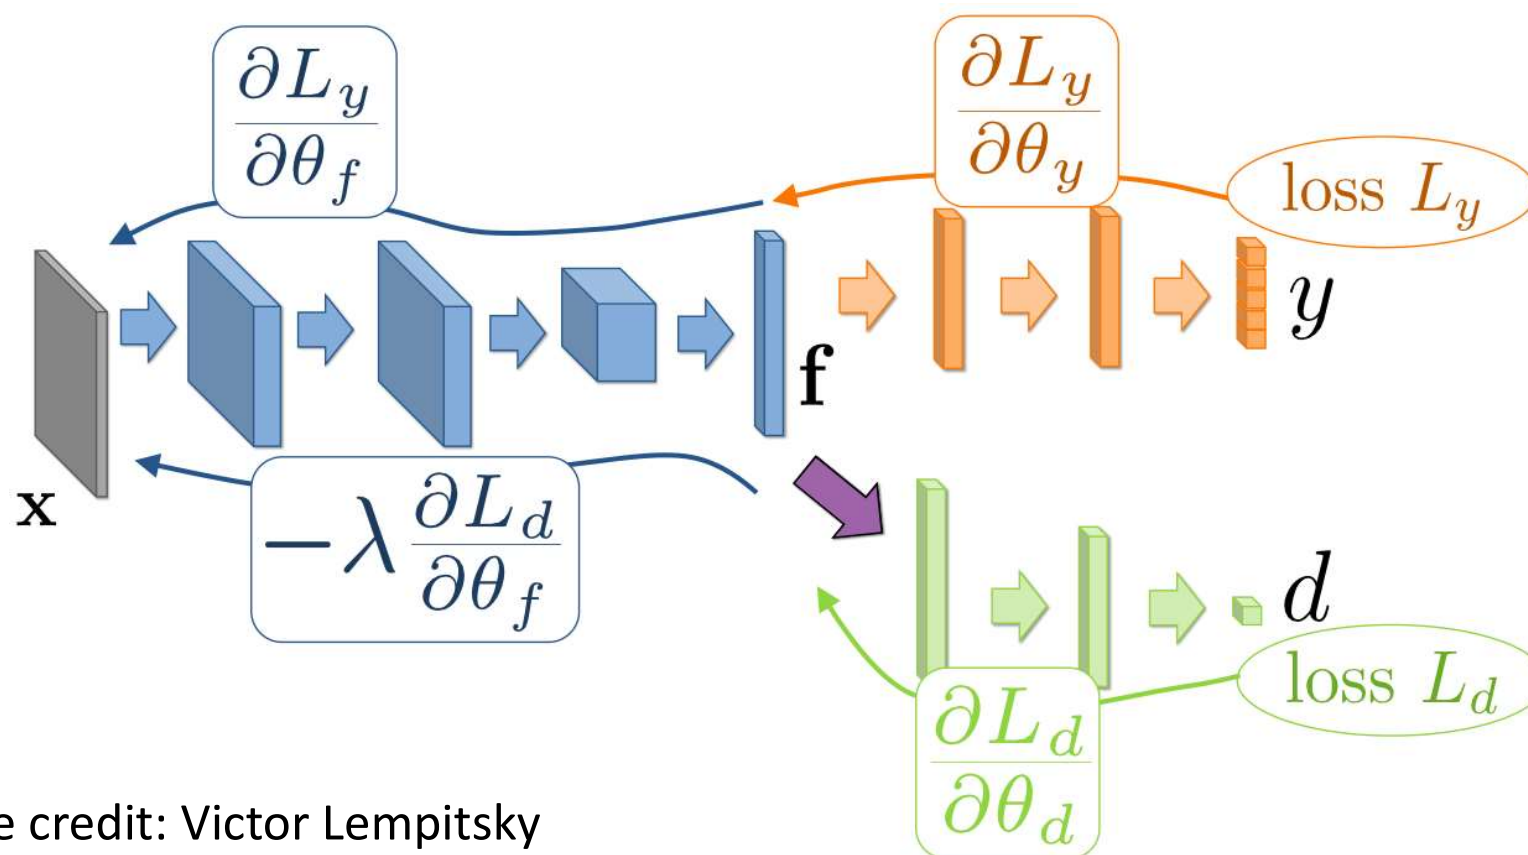 ∂L_y
∂θ_f
∂L_y
∂θ_y
loss L_y
x
f
y
−λ ∂L_d
∂θ_f
d
loss L_d
∂L_d
∂θ_d
e credit: Victor Lempitsky